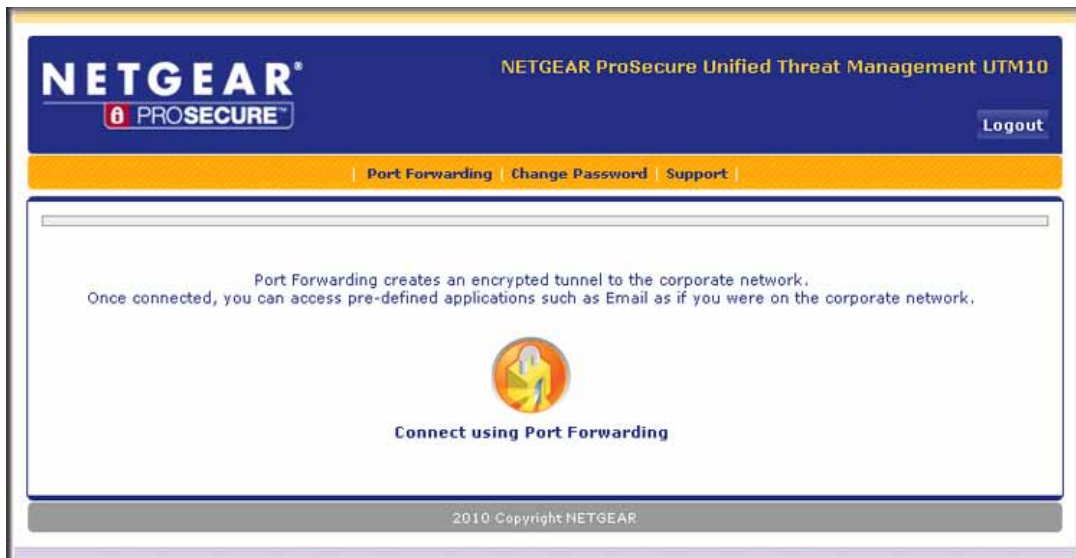 NETGEAR®
PROSECURE™
NETGEAR ProSecure Unified Threat Management UTM10
Logout
| Port Forwarding | Change Password | Support |
Port Forwarding creates an encrypted tunnel to the corporate network.
Once connected, you can access pre-defined applications such as Email as if you were on the corporate network.
Connect using Port Forwarding
2010 Copyright NETGEAR